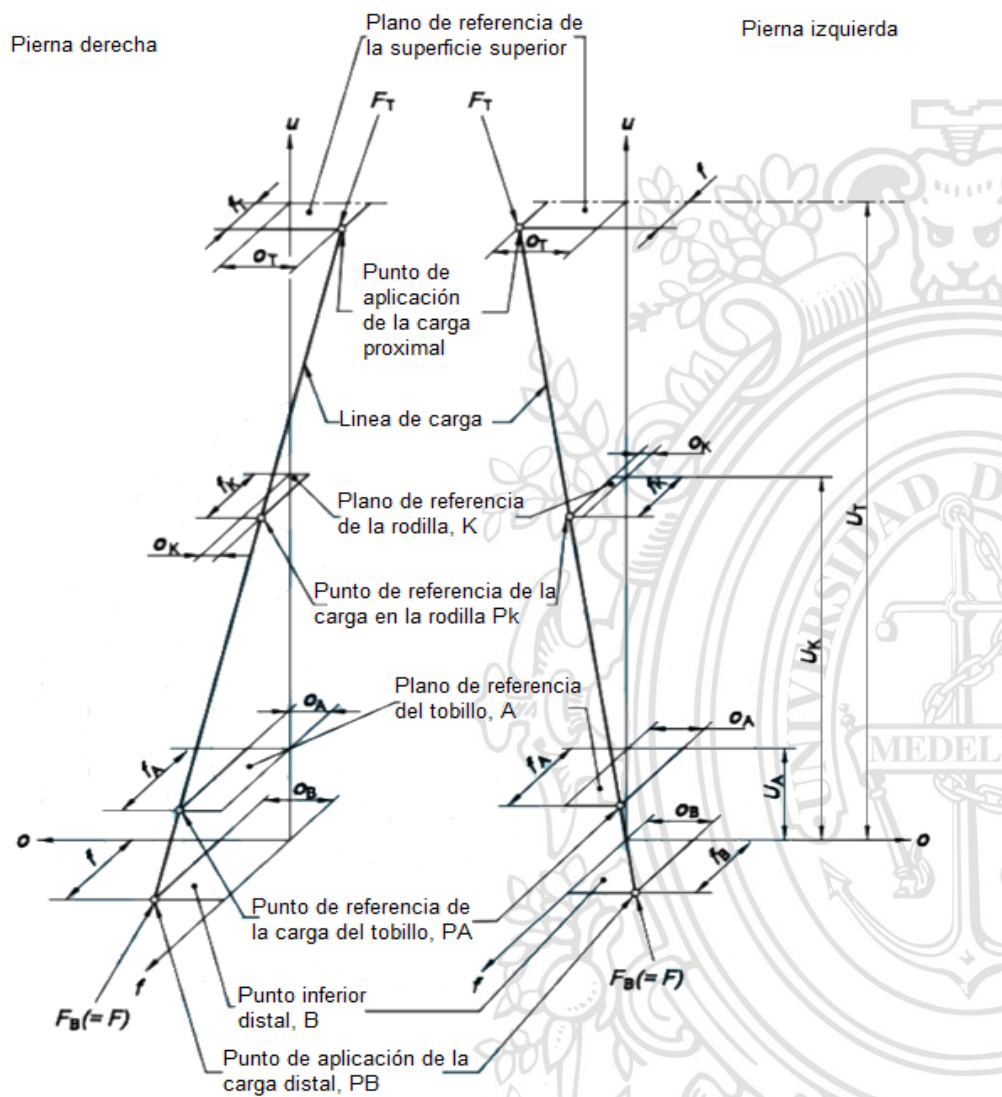 Pierna derecha
Plano de referencia de
la superficie superior
Pierna izquierda
F_T
F_T
u
u
f_T
f
o_T
o_T
Punto de
aplicación
de la carga
proximal
Linea de carga
o_K
f_K
f_K
Plano de referencia
de la rodilla, K
o_K
Punto de referencia de la
carga en la rodilla Pk
U_T
U_K
Plano de referencia
del tobillo, A
o_A
o_A
f_A
f_A
U_A
o_B
o_B
o
o
f
f_B
Punto de referencia de
la carga del tobillo, PA
f
f
F_B(= F)
F_B(= F)
Punto inferior
distal, B
Punto de aplicación de la
carga distal, PB
UNIVERSIDAD D
MEDEL